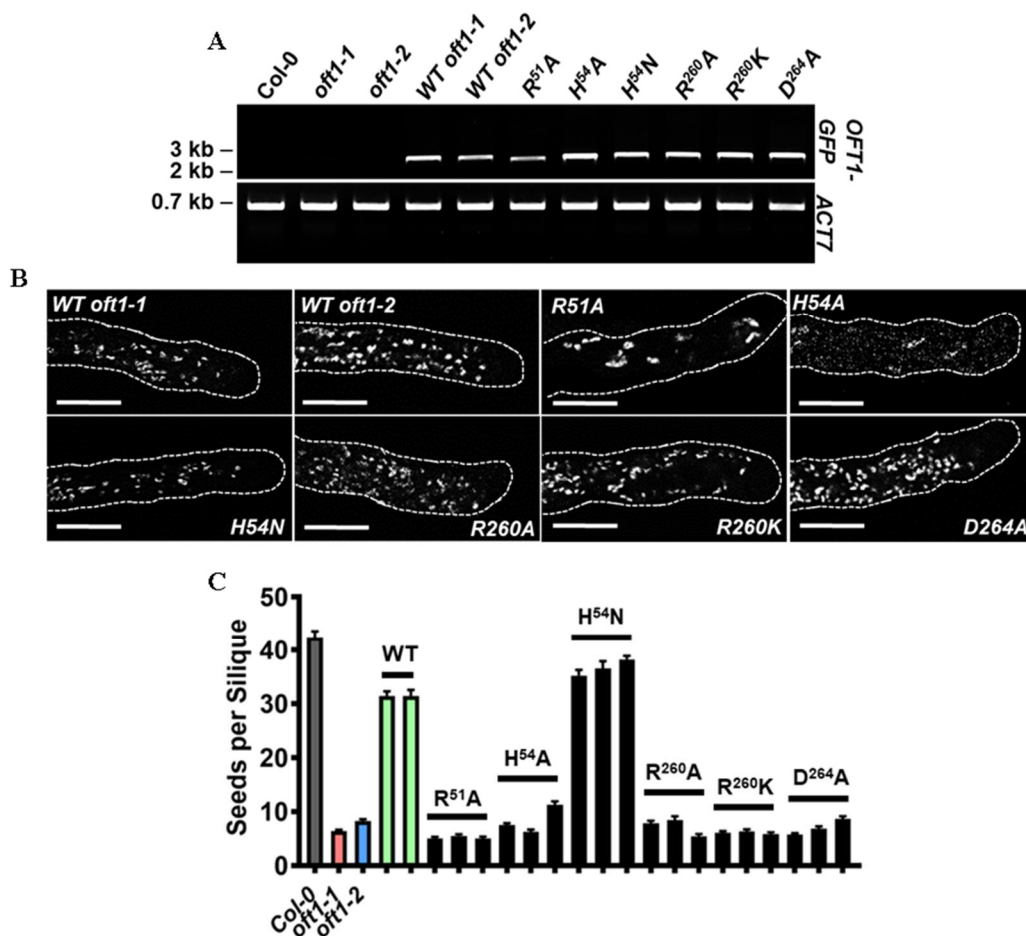 A
Col-0 oft1-1 oft1-2 WT oft1-1 WT oft1-2 R⁵¹A H⁵⁴A H⁵⁴N R²⁶⁰A R²⁶⁰K D²⁶⁴A
3 kb –
2 kb –
OFT1-
GFP
0.7 kb –
ACT7
B
WT oft1-1 WT oft1-2 R51A H54A
H54N R260A R260K D264A
C
Seeds per Silique
50
40
30
20
10
0
WT
R⁵¹A
H⁵⁴A
H⁵⁴N
R²⁶⁰A
R²⁶⁰K
D²⁶⁴A
Col-0
oft1-1
oft1-2